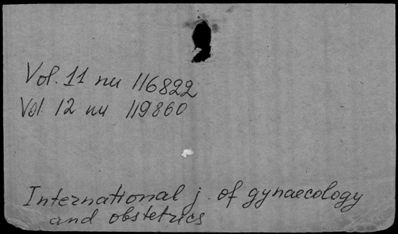 Vol. 11 nu 116822
Vol 12 nu 119860
International j. of gynaecology
and obstetrics